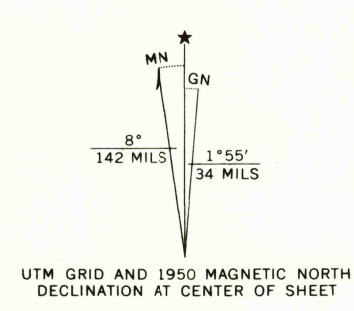 MN
GN
8°
142 MILS
1°55′
34 MILS
UTM GRID AND 1950 MAGNETIC NORTH
DECLINATION AT CENTER OF SHEET